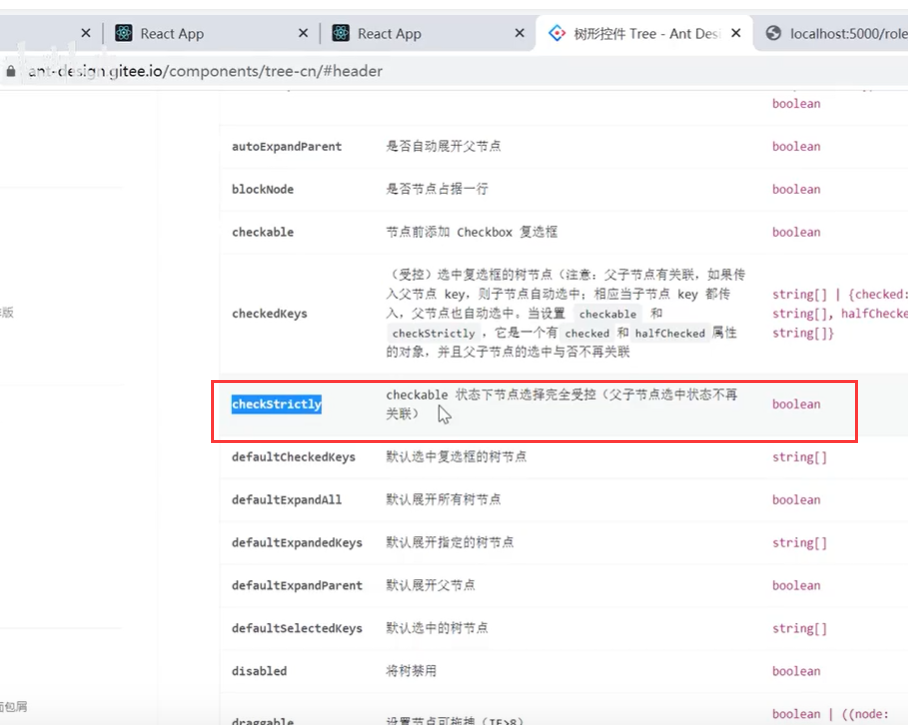 React App
React App
树形控件 Tree - Ant Desi
localhost:5000/role
ant-design.gitee.io/components/tree-cn/#header
boolean
autoExpandParent 是否自动展开父节点 boolean
blockNode 是否节点占据一行 boolean
checkable 节点前添加 Checkbox 复选框 boolean
(受控)选中复选框的树节点(注意:父子节点有关联,如果传
入父节点 key,则子节点自动选中;相应当子节点 key 都传
入,父节点也自动选中。当设置 checkable 和
checkStrictly,它是一个有 checked 和 halfChecked 属性
的对象,并且父子节点的选中与否不再关联
checkedKeys
string[] | {checked:
string[], halfChecke
string[]}
checkStrictly
checkable 状态下节点选择完全受控(父子节点选中状态不再
关联)
boolean
defaultCheckedKeys 默认选中复选框的树节点 string[]
defaultExpandAll 默认展开所有树节点 boolean
defaultExpandedKeys 默认展开指定的树节点 string[]
defaultExpandParent 默认展开父节点 boolean
defaultSelectedKeys 默认选中的树节点 string[]
disabled 将树禁用 boolean
draggable 设置节点可拖拽(IE>8) boolean | ((node:
版
面包屑